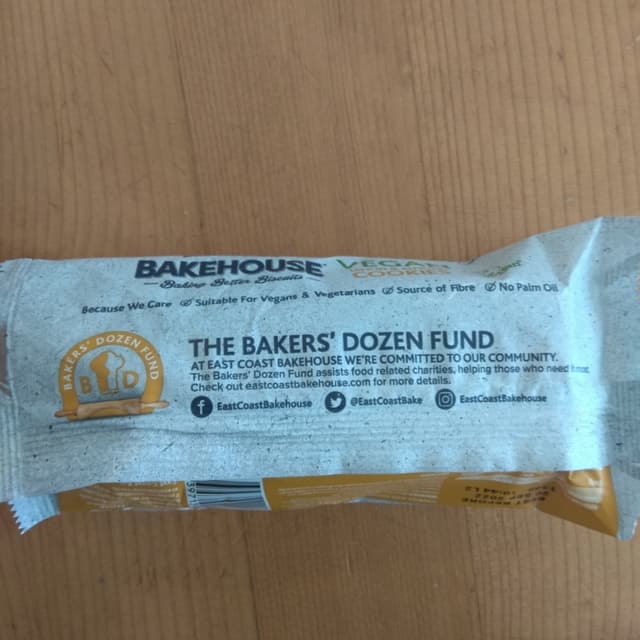 BAKEHOUSE VEGAN
Baking Better Biscuits COOKIES
Because We Care Suitable For Vegans & Vegetarians Source of Fibre No Palm Oil
BAKERS' DOZEN FUND
B D
THE BAKERS' DOZEN FUND
AT EAST COAST BAKEHOUSE WE'RE COMMITTED TO OUR COMMUNITY.
The Bakers' Dozen Fund assists food related charities, helping those who need it most.
Check out eastcoastbakehouse.com for more details.
EastCoastBakehouse @EastCoastBake EastCoastBakehouse